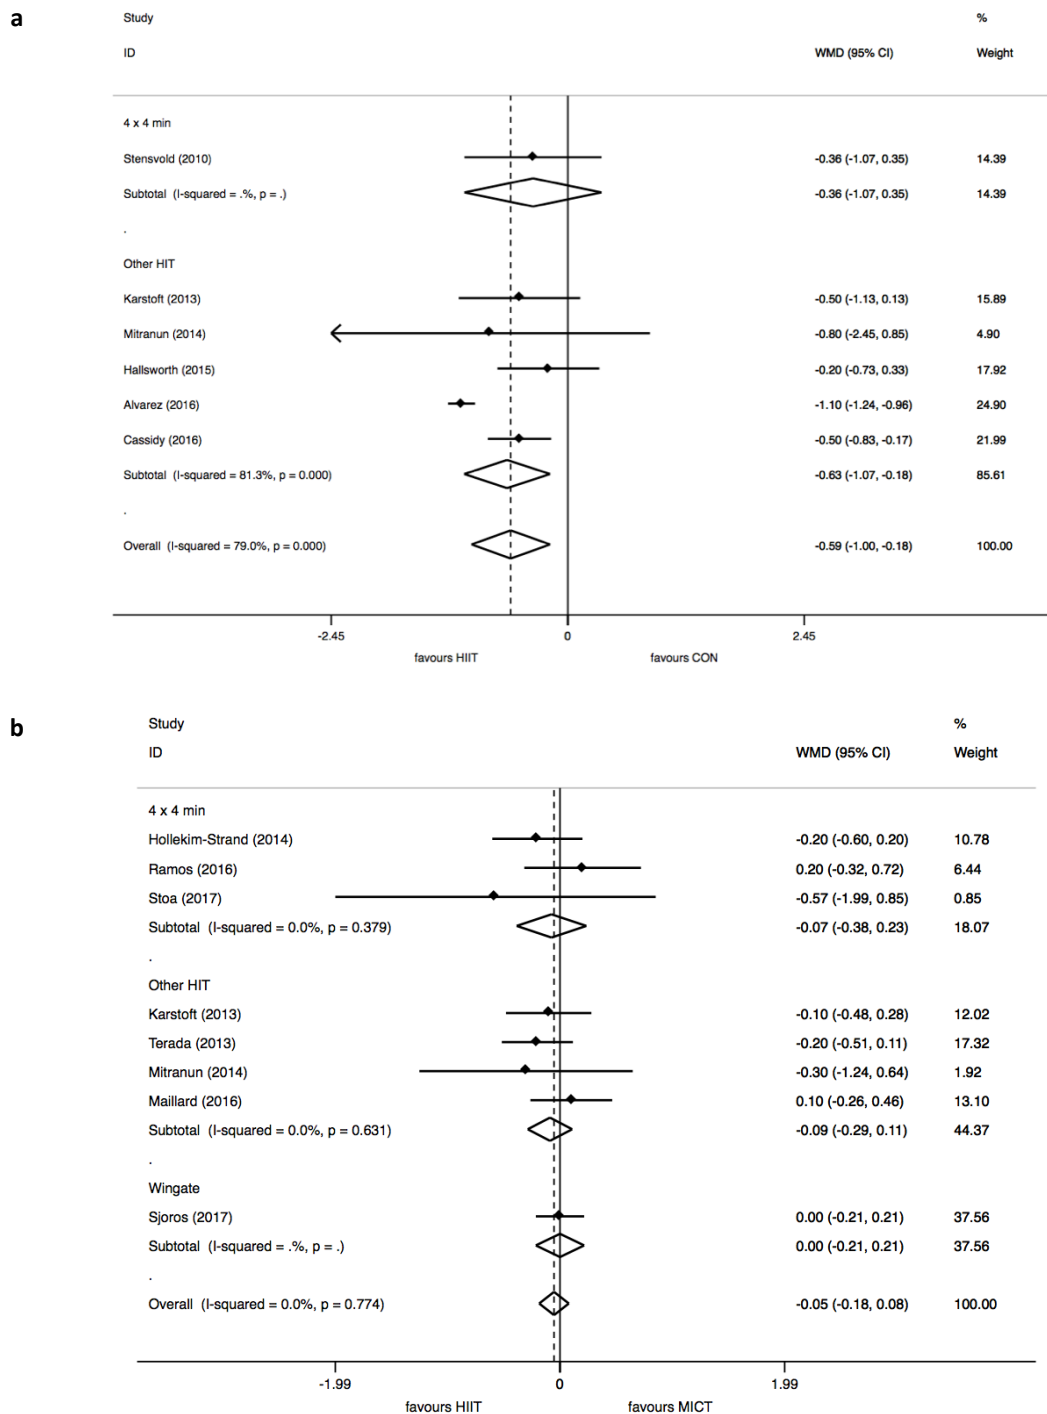 a
Study %
ID WMD (95% CI) Weight
4 x 4 min
Stensvold (2010) -0.36 (-1.07, 0.35) 14.39
Subtotal (I-squared = .%, p = .) -0.36 (-1.07, 0.35) 14.39
.
Other HIT
Karstoft (2013) -0.50 (-1.13, 0.13) 15.89
Mitranun (2014) -0.80 (-2.45, 0.85) 4.90
Hallsworth (2015) -0.20 (-0.73, 0.33) 17.92
Alvarez (2016) -1.10 (-1.24, -0.96) 24.90
Cassidy (2016) -0.50 (-0.83, -0.17) 21.99
Subtotal (I-squared = 81.3%, p = 0.000) -0.63 (-1.07, -0.18) 85.61
.
Overall (I-squared = 79.0%, p = 0.000) -0.59 (-1.00, -0.18) 100.00
-2.45 0 2.45
favours HIIT favours CON
b
Study %
ID WMD (95% CI) Weight
4 x 4 min
Hollekim-Strand (2014) -0.20 (-0.60, 0.20) 10.78
Ramos (2016) 0.20 (-0.32, 0.72) 6.44
Stoa (2017) -0.57 (-1.99, 0.85) 0.85
Subtotal (I-squared = 0.0%, p = 0.379) -0.07 (-0.38, 0.23) 18.07
.
Other HIT
Karstoft (2013) -0.10 (-0.48, 0.28) 12.02
Terada (2013) -0.20 (-0.51, 0.11) 17.32
Mitranun (2014) -0.30 (-1.24, 0.64) 1.92
Maillard (2016) 0.10 (-0.26, 0.46) 13.10
Subtotal (I-squared = 0.0%, p = 0.631) -0.09 (-0.29, 0.11) 44.37
.
Wingate
Sjoros (2017) 0.00 (-0.21, 0.21) 37.56
Subtotal (I-squared = .%, p = .) 0.00 (-0.21, 0.21) 37.56
.
Overall (I-squared = 0.0%, p = 0.774) -0.05 (-0.18, 0.08) 100.00
-1.99 0 1.99
favours HIIT favours MICT